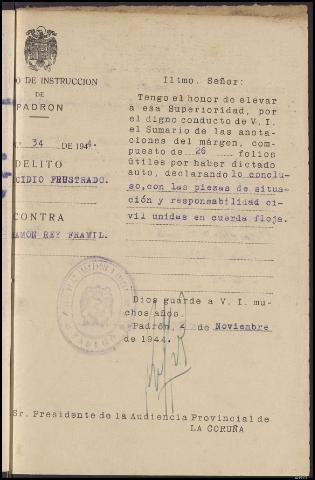 O DE INSTRUCCION
DE
PADRON
34 DE 1944.
DELITO
CIDIO FRUSTRADO.
CONTRA
RAMON REY FRAMIL.
Iltmo. Señor:
Tengo el honor de elevar
a esa Superioridad, por
el digno conducto de V. I.
el Sumario de las anota
ciones del márgen, com
puesto de 26 folios
útiles por haber dictado
auto, declarando lo conclu-
so, con las piezas de situa-
ción y responsabilidad ci-
vil unidas en cuerda floja.
Dios guarde a V. I. mu-
chos años.
Padrón, de Noviembre
de 1944.
Sr. Presidente de la Audiencia Provincial de
LA CORUÑA